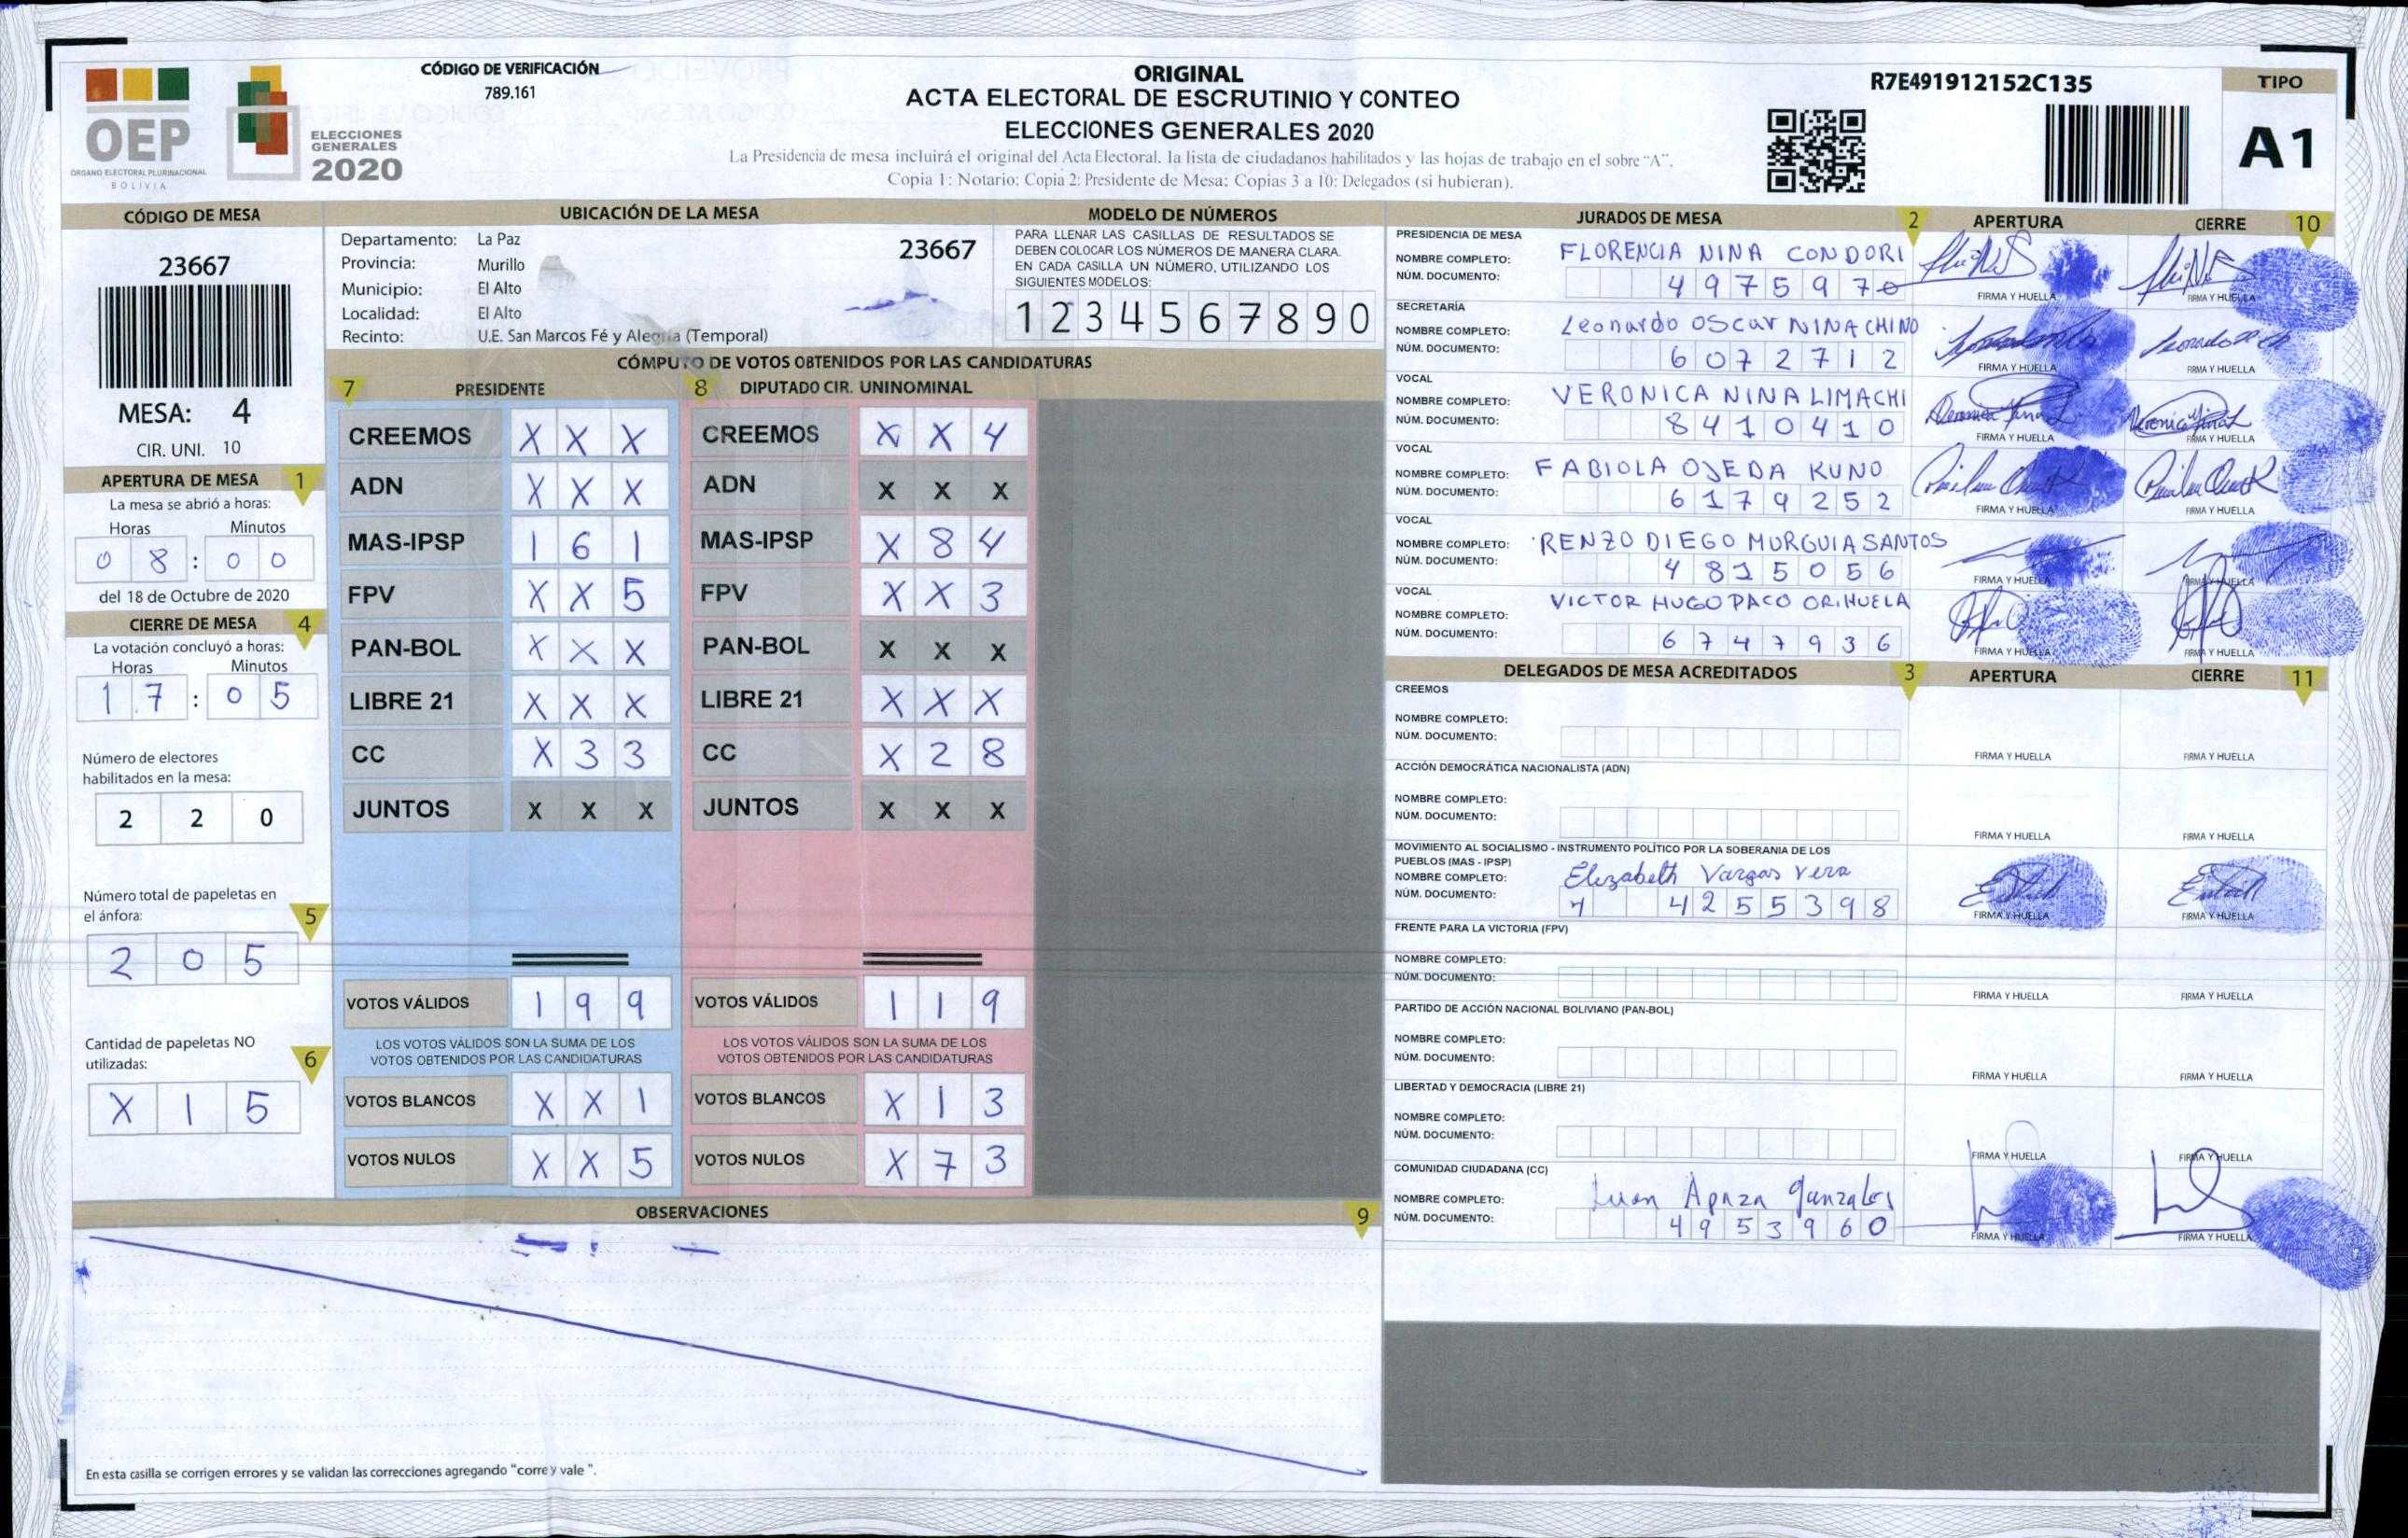 CÓDIGO DE VERIFICACIÓN
789.161
OEP
ÓRGANO ELECTORAL PLURINACIONAL
BOLIVIA
ELECCIONES
GENERALES
2020
ORIGINAL
ACTA ELECTORAL DE ESCRUTINIO Y CONTEO
ELECCIONES GENERALES 2020
La Presidencia de mesa incluirá el original del Acta Electoral, la lista de ciudadanos habilitados y las hojas de trabajo en el sobre "A".
Copia 1: Notario; Copia 2: Presidente de Mesa; Copias 3 a 10: Delegados (si hubieran).
R7E491912152C135
TIPO
A1
CÓDIGO DE MESA
23667
MESA: 4
CIR. UNI. 10
APERTURA DE MESA 1
La mesa se abrió a horas:
Horas Minutos
0 8 : 0 0
del 18 de Octubre de 2020
CIERRE DE MESA 4
La votación concluyó a horas:
Horas Minutos
1 7 : 0 5
Número de electores
habilitados en la mesa:
2 2 0
Número total de papeletas en
el ánfora: 5
2 0 5
Cantidad de papeletas NO
utilizadas: 6
X 1 5
UBICACIÓN DE LA MESA
Departamento: La Paz
23667
Provincia: Murillo
Municipio: El Alto
Localidad: El Alto
Recinto: U.E. San Marcos Fé y Alegria (Temporal)
MODELO DE NÚMEROS
PARA LLENAR LAS CASILLAS DE RESULTADOS SE
DEBEN COLOCAR LOS NÚMEROS DE MANERA CLARA.
EN CADA CASILLA UN NÚMERO, UTILIZANDO LOS
SIGUIENTES MODELOS:
1 2 3 4 5 6 7 8 9 0
CÓMPUTO DE VOTOS OBTENIDOS POR LAS CANDIDATURAS
7 PRESIDENTE 8 DIPUTADO CIR. UNINOMINAL
CREEMOS X X X CREEMOS X X 4
ADN X X X ADN X X X
MAS-IPSP 1 6 1 MAS-IPSP X 8 4
FPV X X 5 FPV X X 3
PAN-BOL X X X PAN-BOL X X X
LIBRE 21 X X X LIBRE 21 X X X
CC X 3 3 CC X 2 8
JUNTOS X X X JUNTOS X X X
VOTOS VÁLIDOS 1 9 9 VOTOS VÁLIDOS 1 1 9
LOS VOTOS VÁLIDOS SON LA SUMA DE LOS LOS VOTOS VÁLIDOS SON LA SUMA DE LOS
VOTOS OBTENIDOS POR LAS CANDIDATURAS VOTOS OBTENIDOS POR LAS CANDIDATURAS
VOTOS BLANCOS X X 1 VOTOS BLANCOS X 1 3
VOTOS NULOS X X 5 VOTOS NULOS X 7 3
OBSERVACIONES 9
En esta casilla se corrigen errores y se validan las correcciones agregando "corre y vale ".
JURADOS DE MESA 2 APERTURA CIERRE 10
PRESIDENCIA DE MESA
NOMBRE COMPLETO: FLORENCIA NINA CONDORI
NÚM. DOCUMENTO: 4 9 7 5 9 7 0
FIRMA Y HUELLA FIRMA Y HUELLA
SECRETARÍA
NOMBRE COMPLETO: Leonardo OScar NINA CHINO
NÚM. DOCUMENTO: 6 0 7 2 7 1 2
FIRMA Y HUELLA FIRMA Y HUELLA
VOCAL
NOMBRE COMPLETO: VERONICA NINA LIMACHI
NÚM. DOCUMENTO: 8 4 1 0 4 1 0
FIRMA Y HUELLA FIRMA Y HUELLA
VOCAL
NOMBRE COMPLETO: FABIOLA OJEDA KUNO
NÚM. DOCUMENTO: 6 1 7 9 2 5 2
FIRMA Y HUELLA FIRMA Y HUELLA
VOCAL
NOMBRE COMPLETO: RENZO DIEGO MURGUIA SANTOS
NÚM. DOCUMENTO: 4 8 1 5 0 5 6
FIRMA Y HUELLA FIRMA Y HUELLA
VOCAL
NOMBRE COMPLETO: VICTOR HUGO PACO ORIHUELA
NÚM. DOCUMENTO: 6 7 4 7 9 3 6
FIRMA Y HUELLA FIRMA Y HUELLA
DELEGADOS DE MESA ACREDITADOS 3 APERTURA CIERRE 11
CREEMOS
NOMBRE COMPLETO:
NÚM. DOCUMENTO:
FIRMA Y HUELLA FIRMA Y HUELLA
ACCIÓN DEMOCRÁTICA NACIONALISTA (ADN)
NOMBRE COMPLETO:
NÚM. DOCUMENTO:
FIRMA Y HUELLA FIRMA Y HUELLA
MOVIMIENTO AL SOCIALISMO - INSTRUMENTO POLÍTICO POR LA SOBERANIA DE LOS
PUEBLOS (MAS - IPSP)
NOMBRE COMPLETO: Elizabeth Vargas Vera
NÚM. DOCUMENTO: 4 2 5 5 3 9 8
FIRMA Y HUELLA FIRMA Y HUELLA
FRENTE PARA LA VICTORIA (FPV)
NOMBRE COMPLETO:
NÚM. DOCUMENTO:
FIRMA Y HUELLA FIRMA Y HUELLA
PARTIDO DE ACCIÓN NACIONAL BOLIVIANO (PAN-BOL)
NOMBRE COMPLETO:
NÚM. DOCUMENTO:
FIRMA Y HUELLA FIRMA Y HUELLA
LIBERTAD Y DEMOCRACIA (LIBRE 21)
NOMBRE COMPLETO:
NÚM. DOCUMENTO:
FIRMA Y HUELLA FIRMA Y HUELLA
COMUNIDAD CIUDADANA (CC)
NOMBRE COMPLETO: Juan Apaza Gonzales
NÚM. DOCUMENTO: 4 9 5 3 9 6 0
FIRMA Y HUELLA FIRMA Y HUELLA